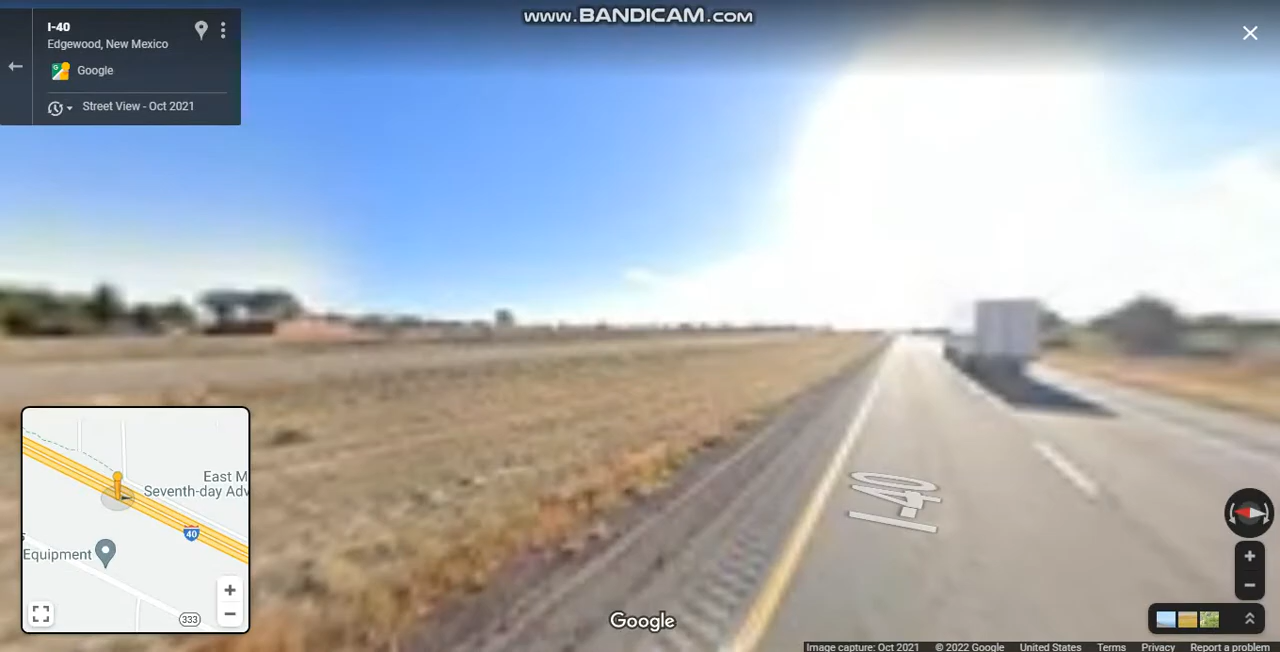 www.BANDICAM.com
I-40
Edgewood, New Mexico
Google
Street View - Oct 2021
I-40
East M
Seventh-day Adv
40
Equipment
333
Google
Image capture: Oct 2021 © 2022 Google United States Terms Privacy Report a problem